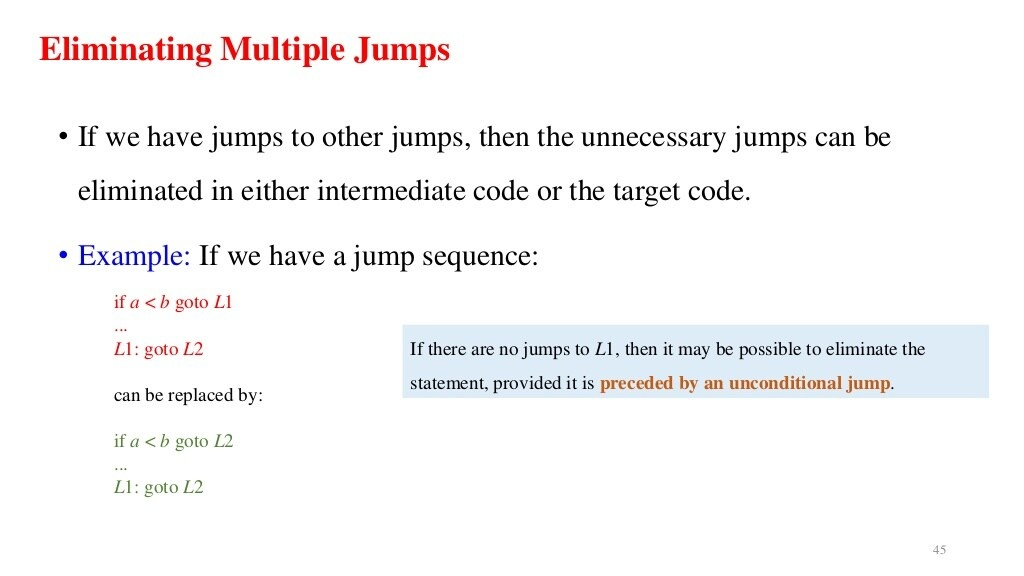 Eliminating Multiple Jumps
• If we have jumps to other jumps, then the unnecessary jumps can be
eliminated in either intermediate code or the target code.
• Example: If we have a jump sequence:
if a < b goto L1
...
L1: goto L2
If there are no jumps to L1, then it may be possible to eliminate the
statement, provided it is preceded by an unconditional jump.
can be replaced by:
if a < b goto L2
...
L1: goto L2
45